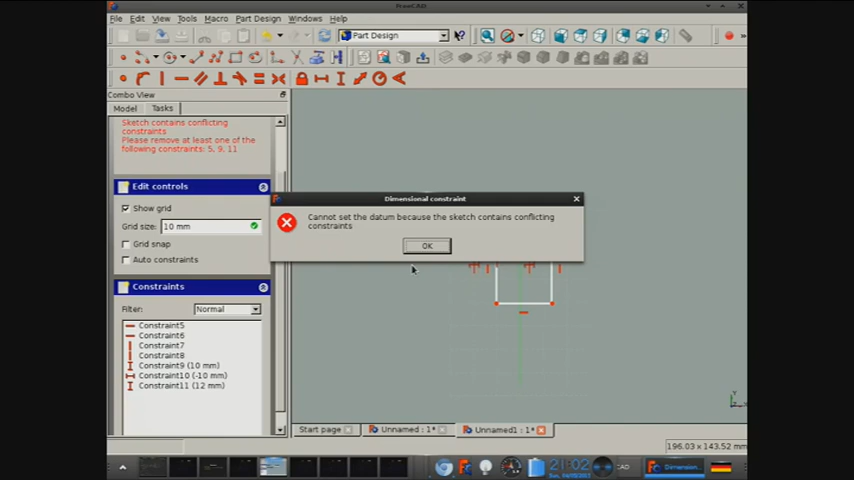 FreeCAD
File Edit View Tools Macro Part Design Windows Help
Part Design
Combo View
Model Tasks
Sketch contains conflicting
constraints
Please remove at least one of the
following constraints: 5, 9, 11
Edit controls
Show grid
Grid size: 10 mm
Grid snap
Auto constraints
Constraints
Filter: Normal
Constraint5
Constraint6
Constraint7
Constraint8
Constraint9 (10 mm)
Constraint10 (-10 mm)
Constraint11 (12 mm)
Dimensional constraint
Cannot set the datum because the sketch contains conflicting
constraints
OK
Start page Unnamed : 1* Unnamed1 : 1*
196.03 x 143.52 mm
21:02
CAD
Dimension